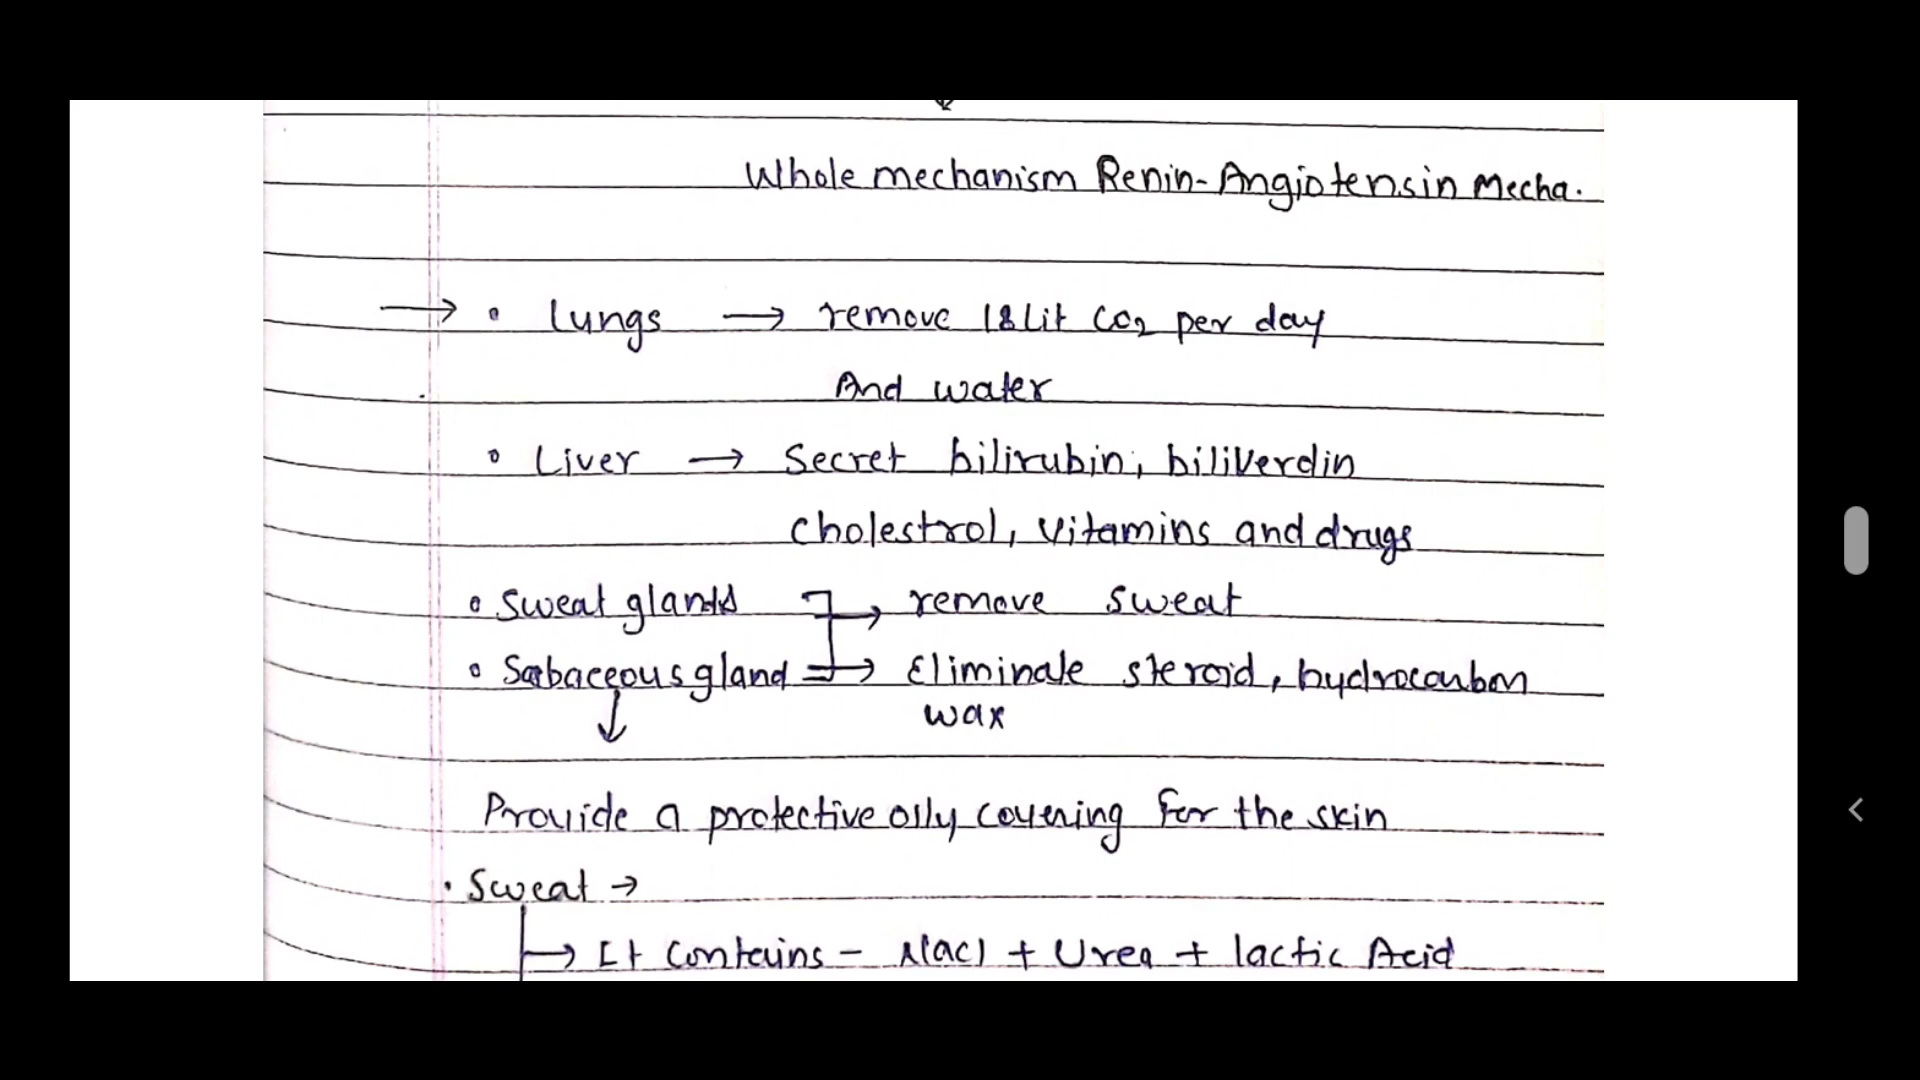 Whole mechanism Renin-Angiotensin Mecha.
→ • lungs → remove 18Lit CO2 per day
And water
• Liver → Secret bilirubin, biliverdin
Cholestrol, Vitamins and drugs
• Sweat glands → remove sweat
• Sabaceous gland → Eliminate steroid, hydrocarbon
wax
↓
Provide a protective oily covering for the skin
• Sweat →
→ It contains - NaCl + Urea + lactic Acid